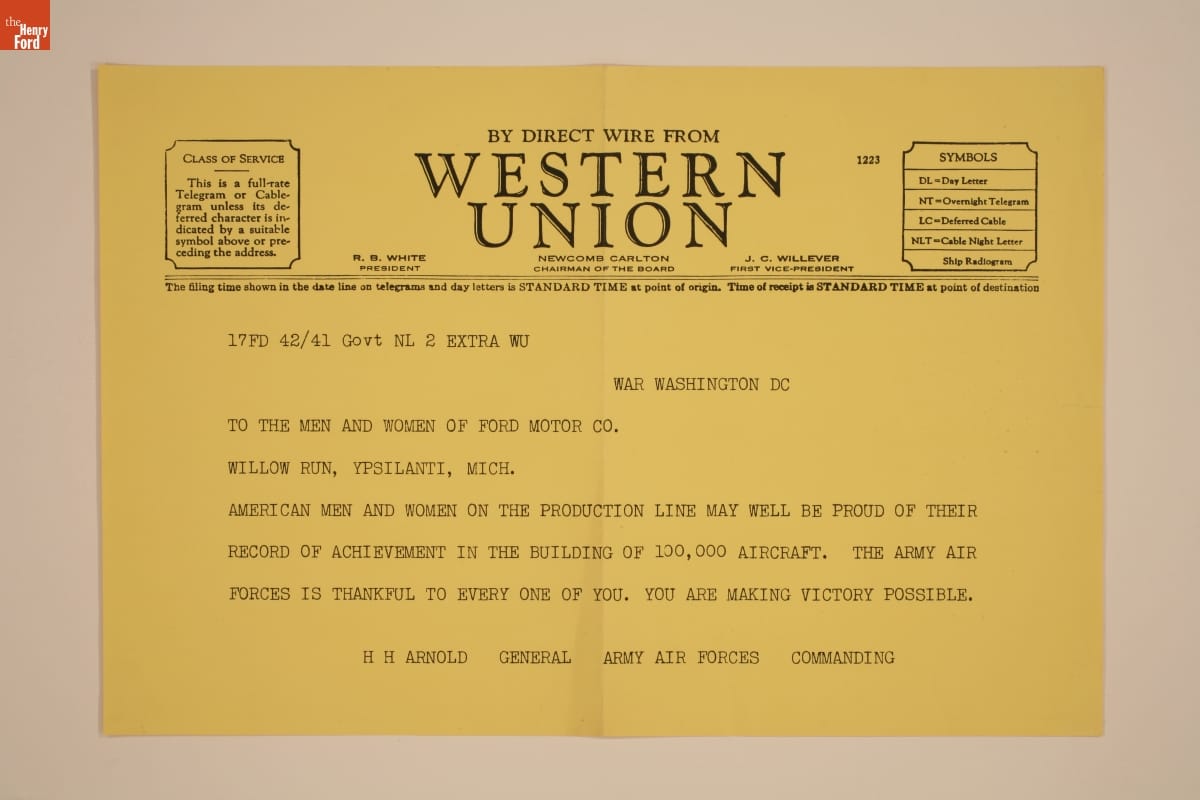 the
Henry
Ford
BY DIRECT WIRE FROM
WESTERN
UNION
1223
CLASS OF SERVICE
This is a full-rate
Telegram or Cable-
gram unless its de-
ferred character is in-
dicated by a suitable
symbol above or pre-
ceding the address.
SYMBOLS
DL=Day Letter
NT=Overnight Telegram
LC=Deferred Cable
NLT=Cable Night Letter
Ship Radiogram
R. B. WHITE
PRESIDENT
NEWCOMB CARLTON
CHAIRMAN OF THE BOARD
J. C. WILLEVER
FIRST VICE-PRESIDENT
The filing time shown in the date line on telegrams and day letters is STANDARD TIME at point of origin. Time of receipt is STANDARD TIME at point of destination
17FD 42/41 Govt NL 2 EXTRA WU
WAR WASHINGTON DC
TO THE MEN AND WOMEN OF FORD MOTOR CO.
WILLOW RUN, YPSILANTI, MICH.
AMERICAN MEN AND WOMEN ON THE PRODUCTION LINE MAY WELL BE PROUD OF THEIR
RECORD OF ACHIEVEMENT IN THE BUILDING OF 100,000 AIRCRAFT. THE ARMY AIR
FORCES IS THANKFUL TO EVERY ONE OF YOU. YOU ARE MAKING VICTORY POSSIBLE.
H H ARNOLD GENERAL ARMY AIR FORCES COMMANDING